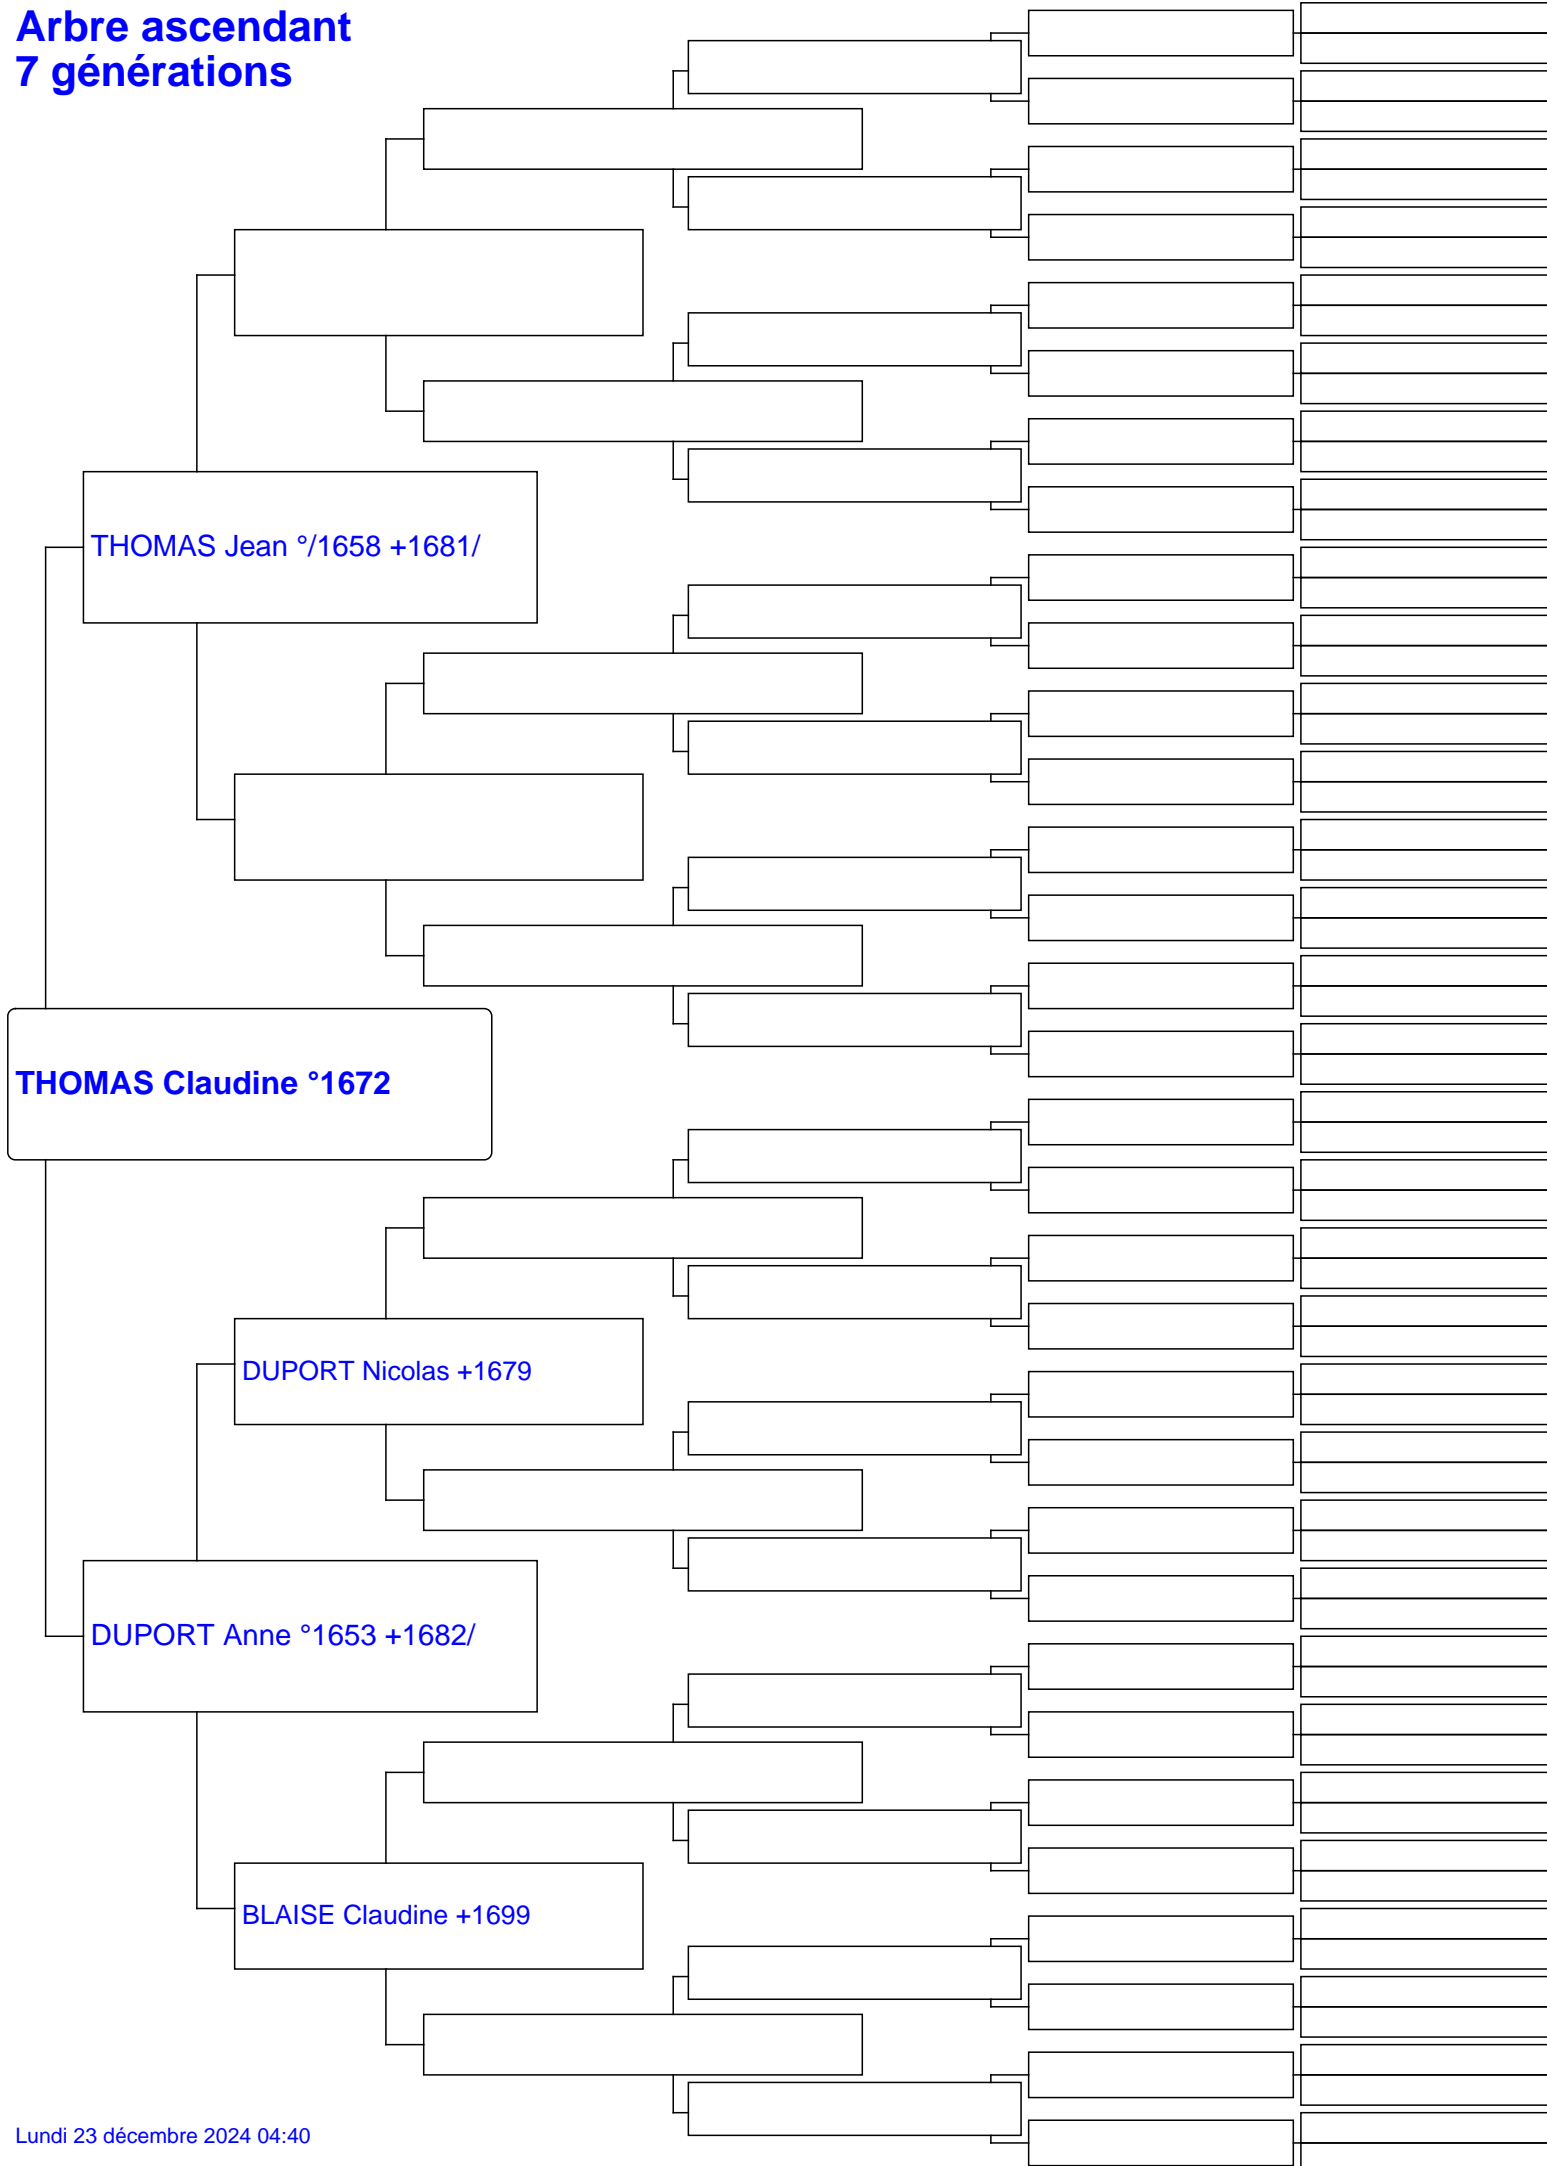 Arbre ascendant
7 générations
THOMAS Jean °/1658 +1681/
THOMAS Claudine °1672
DUPORT Nicolas +1679
DUPORT Anne °1653 +1682/
BLAISE Claudine +1699
Lundi 23 décembre 2024 04:40